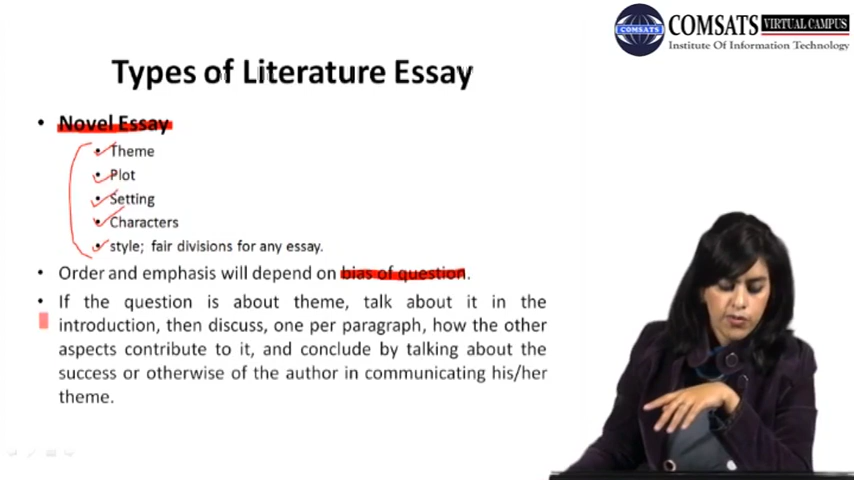 COMSATS VIRTUAL CAMPUS
Institute Of Information Technology
COMSATS
Types of Literature Essay
• Novel Essay
• Theme
• Plot
• Setting
• Characters
• style; fair divisions for any essay.
• Order and emphasis will depend on bias of question.
• If the question is about theme, talk about it in the
introduction, then discuss, one per paragraph, how the other
aspects contribute to it, and conclude by talking about the
success or otherwise of the author in communicating his/her
theme.